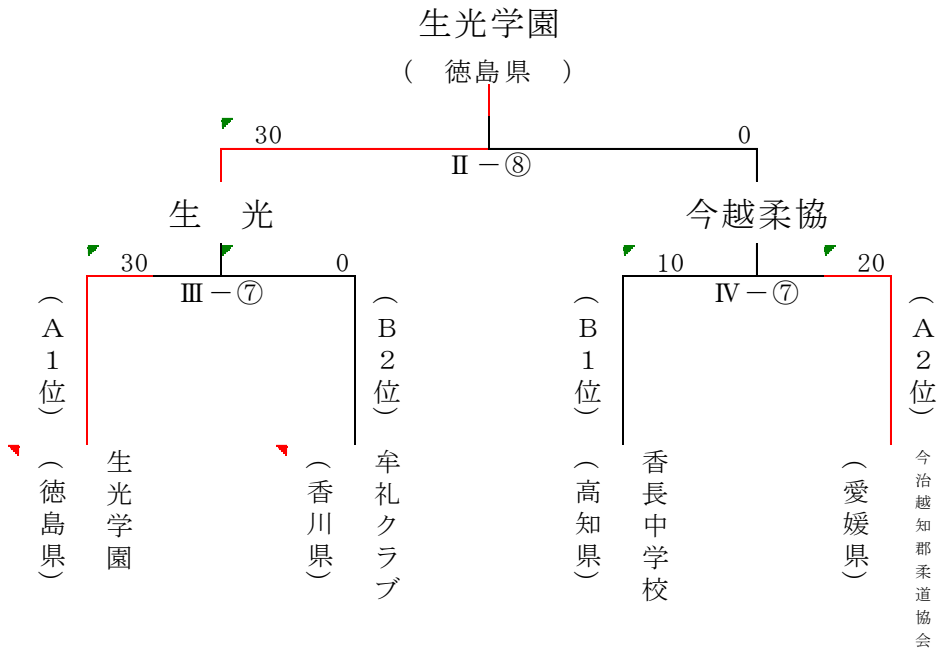 生光学園
（　徳島県　）
30
0
Ⅱ－⑧
生　光
今越柔協
30
0
10
20
Ⅲ－⑦
Ⅳ－⑦
（A1位）
（B2位）
（B1位）
（A2位）
生光学園
（徳島県）
牟礼クラブ
（香川県）
香長中学校
（高知県）
今治越知郡柔道協会
（愛媛県）